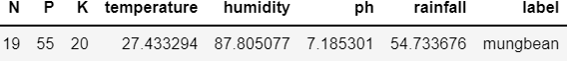 N P K temperature humidity ph rainfall label
19 55 20 27.433294 87.805077 7.185301 54.733676 mungbean